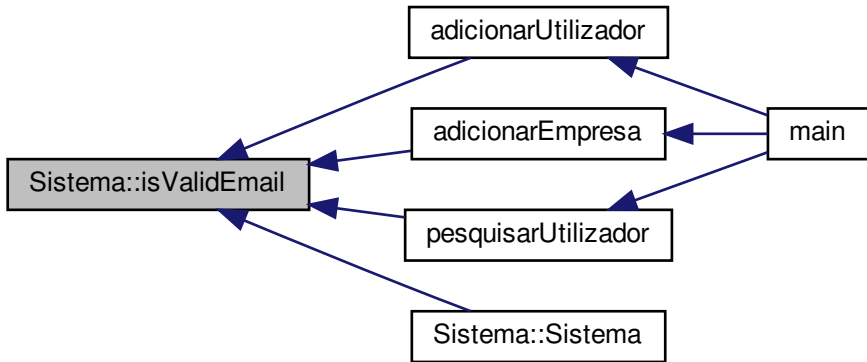 adicionarUtilizador
adicionarEmpresa
main
Sistema::isValidEmail
pesquisarUtilizador
Sistema::Sistema